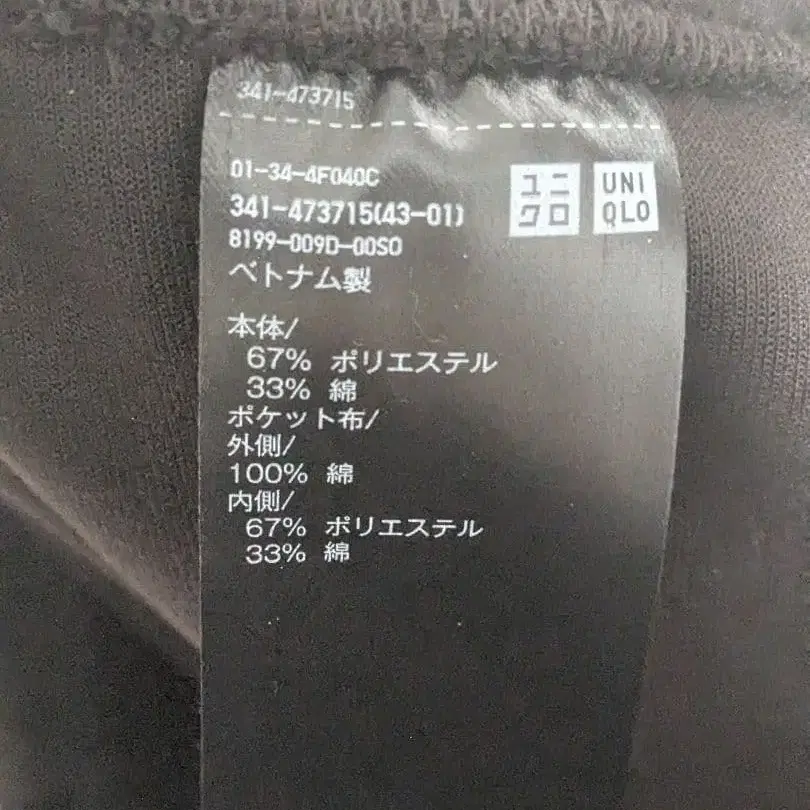 341-473715
01-34-4F040C
341-473715(43-01)
8199-009D-00SO
ベトナム製
ユニ
クロ
UNI
QLO
本体/
67% ポリエステル
33% 綿
ポケット布/
外側/
100% 綿
内側/
67% ポリエステル
33% 綿